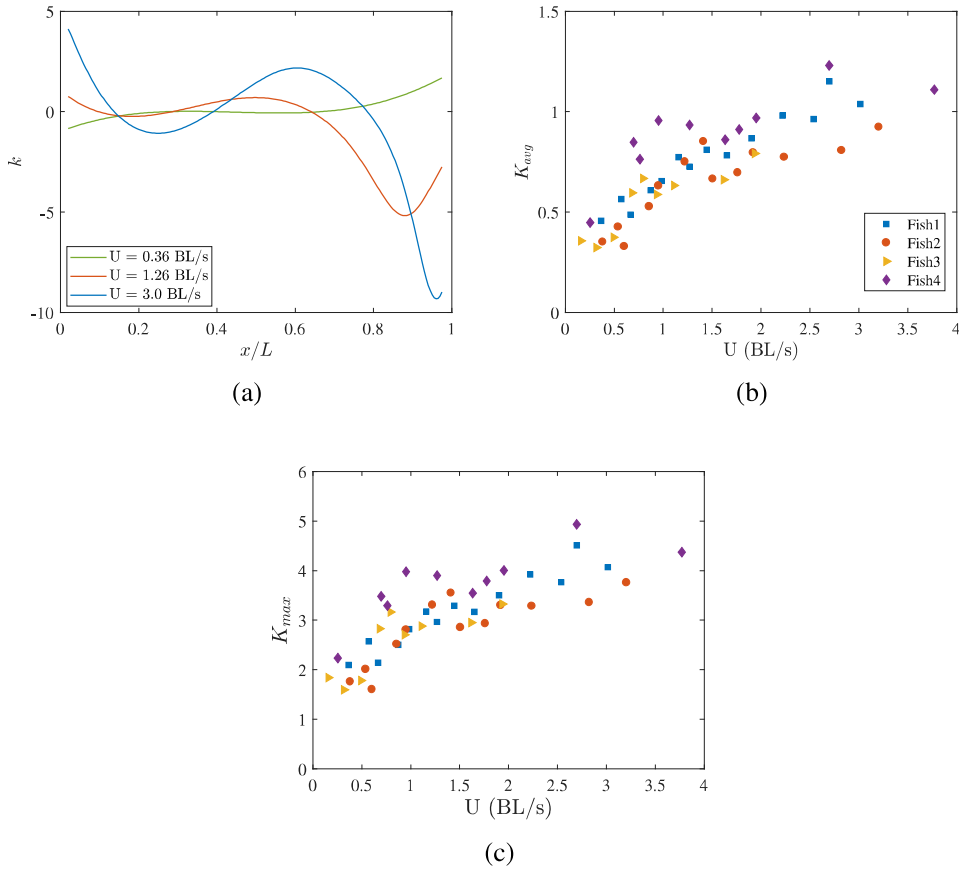 5
0
-5
-10
k
U = 0.36 BL/s
U = 1.26 BL/s
U = 3.0 BL/s
0 0.2 0.4 0.6 0.8 1
x/L
(a)
1.5
1
0.5
0
K_avg
Fish1
Fish2
Fish3
Fish4
0 0.5 1 1.5 2 2.5 3 3.5 4
U (BL/s)
(b)
6
5
4
3
2
1
0
K_max
0 0.5 1 1.5 2 2.5 3 3.5 4
U (BL/s)
(c)